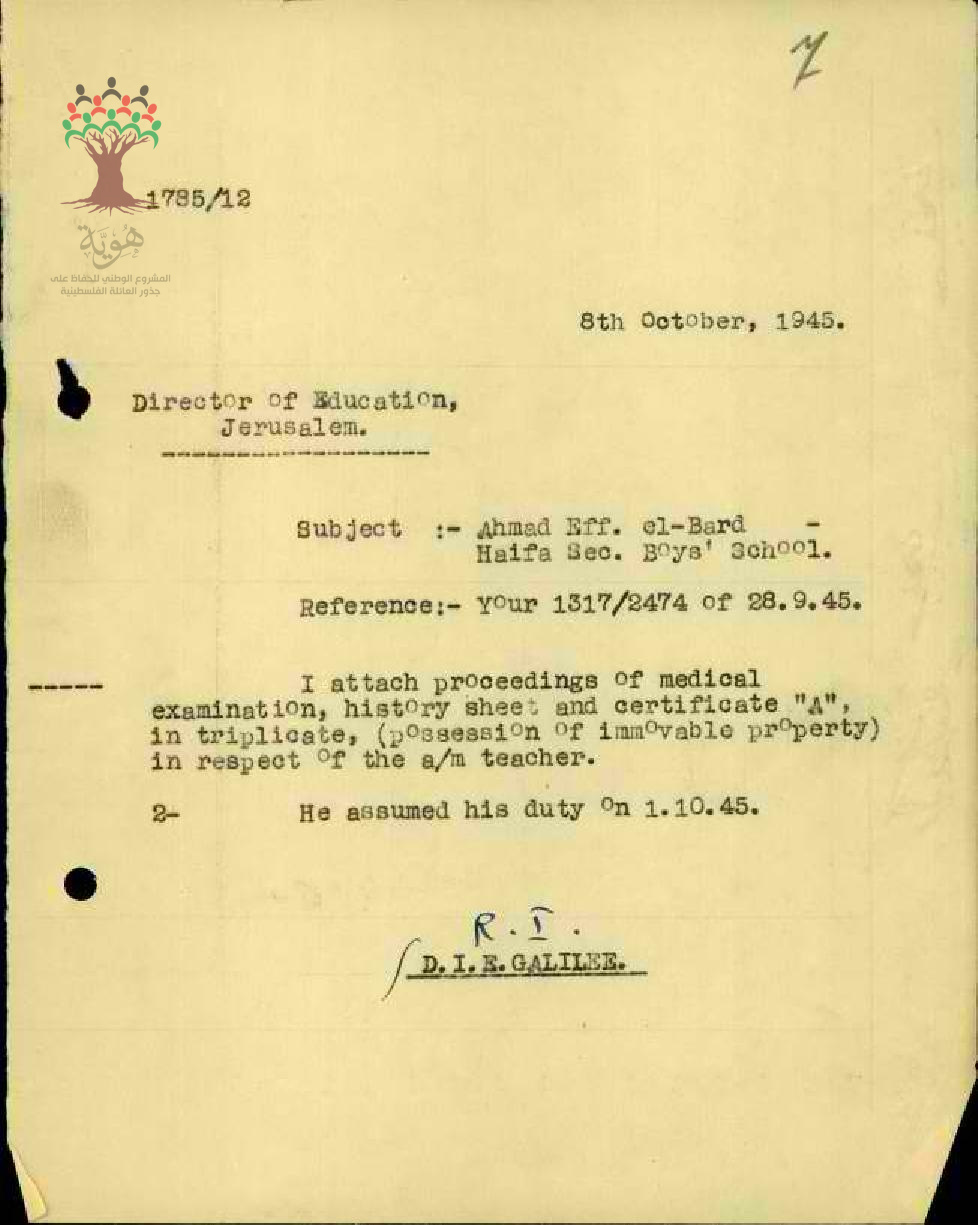 7
1785/12
هُوِيَّة
المشروع الوطني للحفاظ على
جذور العائلة الفلسطينية
8th October, 1945.
Director of Education,
Jerusalem.
Subject :- Ahmad Eff. el-Bard -
Haifa Sec. Boys' School.
Reference:- Your 1317/2474 of 28.9.45.
I attach proceedings of medical
examination, history sheet and certificate "A",
in triplicate, (possession of immovable property)
in respect of the a/m teacher.
2- He assumed his duty on 1.10.45.
R. I.
D.I.E.GALILEE.